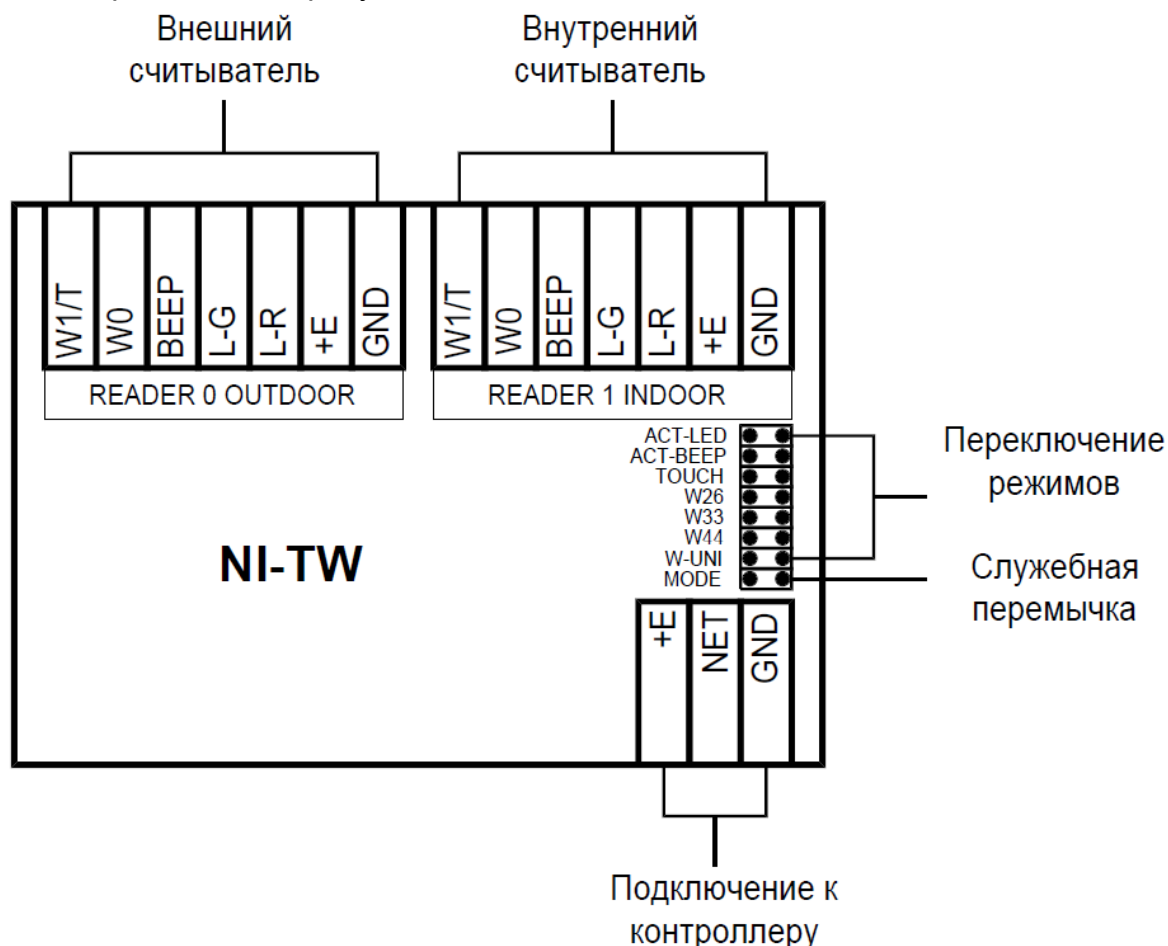 Внешний
считыватель
Внутренний
считыватель
W1/T
W0
BEEP
L-G
L-R
+E
GND
W1/T
W0
BEEP
L-G
L-R
+E
GND
READER 0 OUTDOOR
READER 1 INDOOR
ACT-LED
ACT-BEEP
TOUCH
W26
W33
W44
W-UNI
MODE
Переключение
режимов
Служебная
перемычка
NI-TW
+E
NET
GND
Подключение к
контроллеру